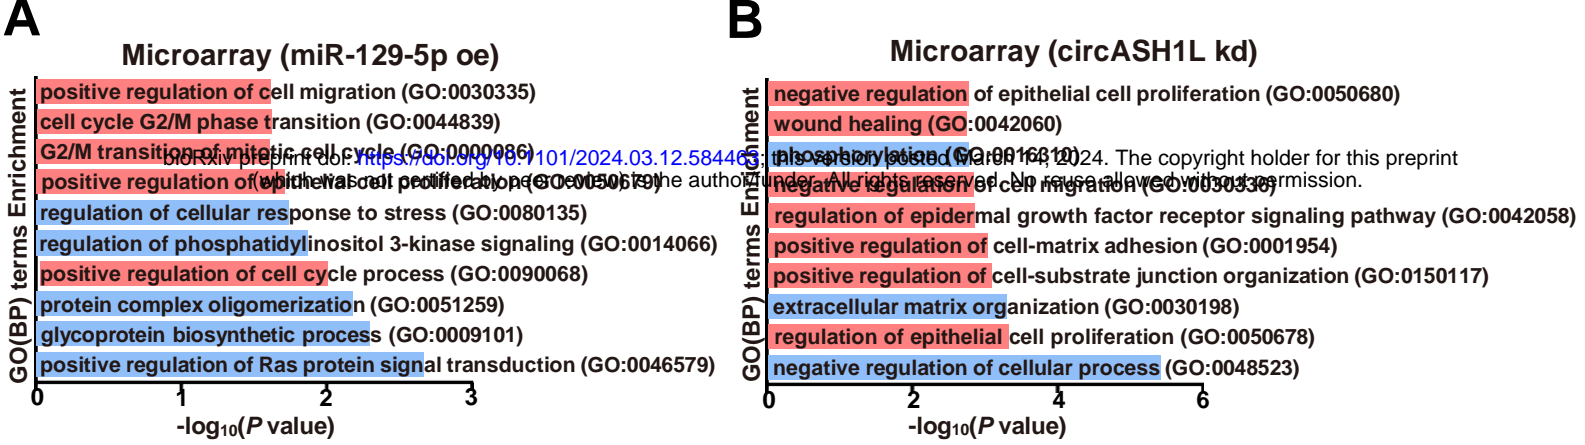 A
Microarray (miR-129-5p oe)
GO(BP) terms Enrichment
positive regulation of cell migration (GO:0030335)
cell cycle G2/M phase transition (GO:0044839)
G2/M transition of mitotic cell cycle (GO:0000086)
positive regulation of epithelial cell proliferation (GO:0050679)
regulation of cellular response to stress (GO:0080135)
regulation of phosphatidylinositol 3-kinase signaling (GO:0014066)
positive regulation of cell cycle process (GO:0090068)
protein complex oligomerization (GO:0051259)
glycoprotein biosynthetic process (GO:0009101)
positive regulation of Ras protein signal transduction (GO:0046579)
0 1 2 3
-log10(P value)
B
Microarray (circASH1L kd)
GO(BP) terms Enrichment
negative regulation of epithelial cell proliferation (GO:0050680)
wound healing (GO:0042060)
phosphorylation (GO:0016310)
negative regulation of cell migration (GO:0030336)
regulation of epidermal growth factor receptor signaling pathway (GO:0042058)
positive regulation of cell-matrix adhesion (GO:0001954)
positive regulation of cell-substrate junction organization (GO:0150117)
extracellular matrix organization (GO:0030198)
regulation of epithelial cell proliferation (GO:0050678)
negative regulation of cellular process (GO:0048523)
0 2 4 6
-log10(P value)
bioRxiv preprint doi: https://doi.org/10.1101/2024.03.12.584463; this version posted March 14, 2024. The copyright holder for this preprint
(which was not certified by peer review) is the author/funder. All rights reserved. No reuse allowed without permission.